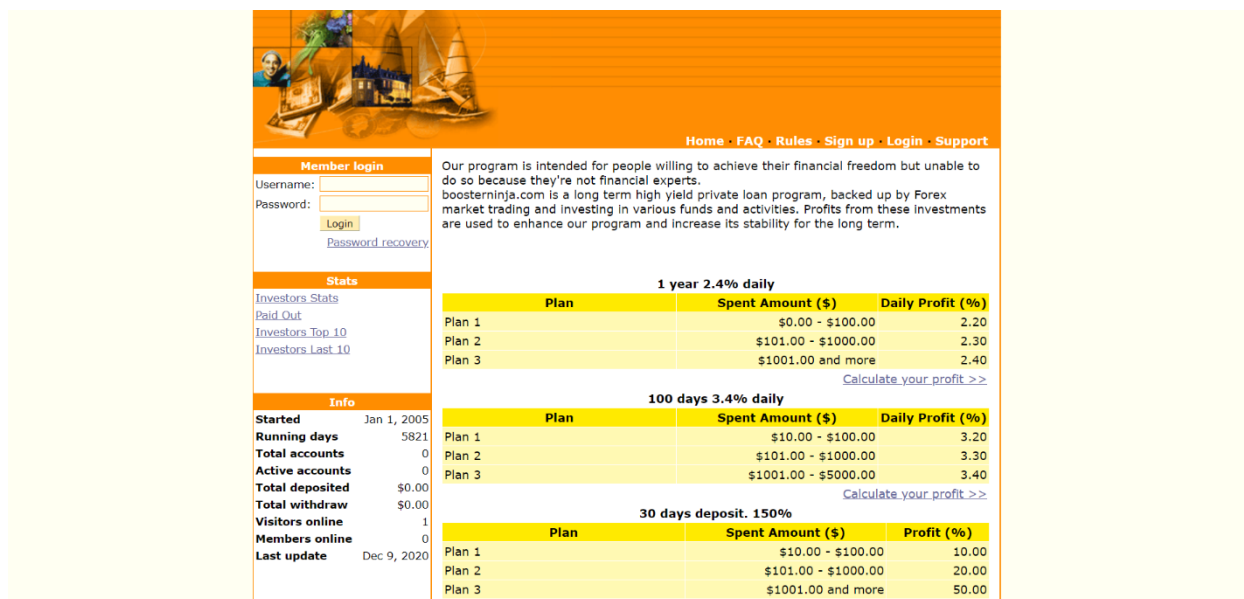 Home · FAQ · Rules · Sign up · Login · Support
Member login
Username:
Password:
Login
Password recovery
Stats
Investors Stats
Paid Out
Investors Top 10
Investors Last 10
Info
Started Jan 1, 2005
Running days 5821
Total accounts 0
Active accounts 0
Total deposited $0.00
Total withdraw $0.00
Visitors online 1
Members online 0
Last update Dec 9, 2020
Our program is intended for people willing to achieve their financial freedom but unable to
do so because they're not financial experts.
boosterninja.com is a long term high yield private loan program, backed up by Forex
market trading and investing in various funds and activities. Profits from these investments
are used to enhance our program and increase its stability for the long term.
1 year 2.4% daily
Plan Spent Amount ($) Daily Profit (%)
Plan 1 $0.00 - $100.00 2.20
Plan 2 $101.00 - $1000.00 2.30
Plan 3 $1001.00 and more 2.40
Calculate your profit >>
100 days 3.4% daily
Plan Spent Amount ($) Daily Profit (%)
Plan 1 $10.00 - $100.00 3.20
Plan 2 $101.00 - $1000.00 3.30
Plan 3 $1001.00 - $5000.00 3.40
Calculate your profit >>
30 days deposit. 150%
Plan Spent Amount ($) Profit (%)
Plan 1 $10.00 - $100.00 10.00
Plan 2 $101.00 - $1000.00 20.00
Plan 3 $1001.00 and more 50.00